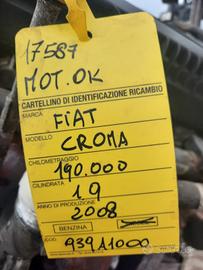 17587
MOT. OK
CARTELLINO DI IDENTIFICAZIONE RICAMBIO
MARCA FIAT
MODELLO CROMA
CHILOMETRAGGIO 190.000
CILINDRATA 1.9
ANNO DI PRODUZIONE 2008
BENZINA
COD. 939A1000